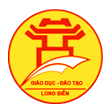 GIÁO DỤC - ĐÀO TẠO
LONG BIÊN